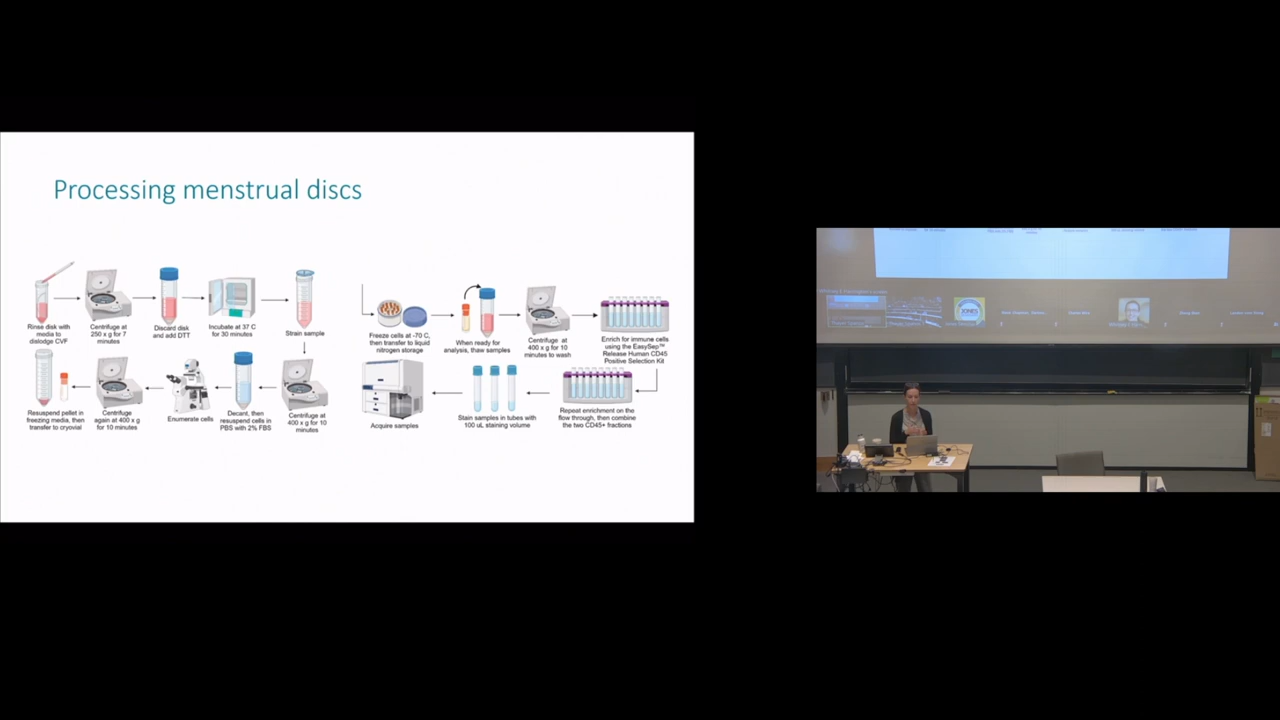 Processing menstrual discs
Rinse disk with
media to
dislodge CVF
Centrifuge at
250 x g for 7
minutes
Discard disk
and add DTT
Incubate at 37 C
for 30 minutes
Strain sample
Resuspend pellet in
freezing media, then
transfer to cryovial
Centrifuge
again at 400 x g
for 10 minutes
Enumerate cells
Decant, then
resuspend cells in
PBS with 2% FBS
Centrifuge at
400 x g for 10
minutes
Freeze cells at -70 C,
then transfer to liquid
nitrogen storage
When ready for
analysis, thaw samples
Centrifuge at
400 x g for 10
minutes to wash
Enrich for immune cells
using the EasySep™
Release Human CD45
Positive Selection Kit
Acquire samples
Stain samples in tubes with
100 uL staining volume
Repeat enrichment on the
flow through, then combine
the two CD45+ fractions
JONES